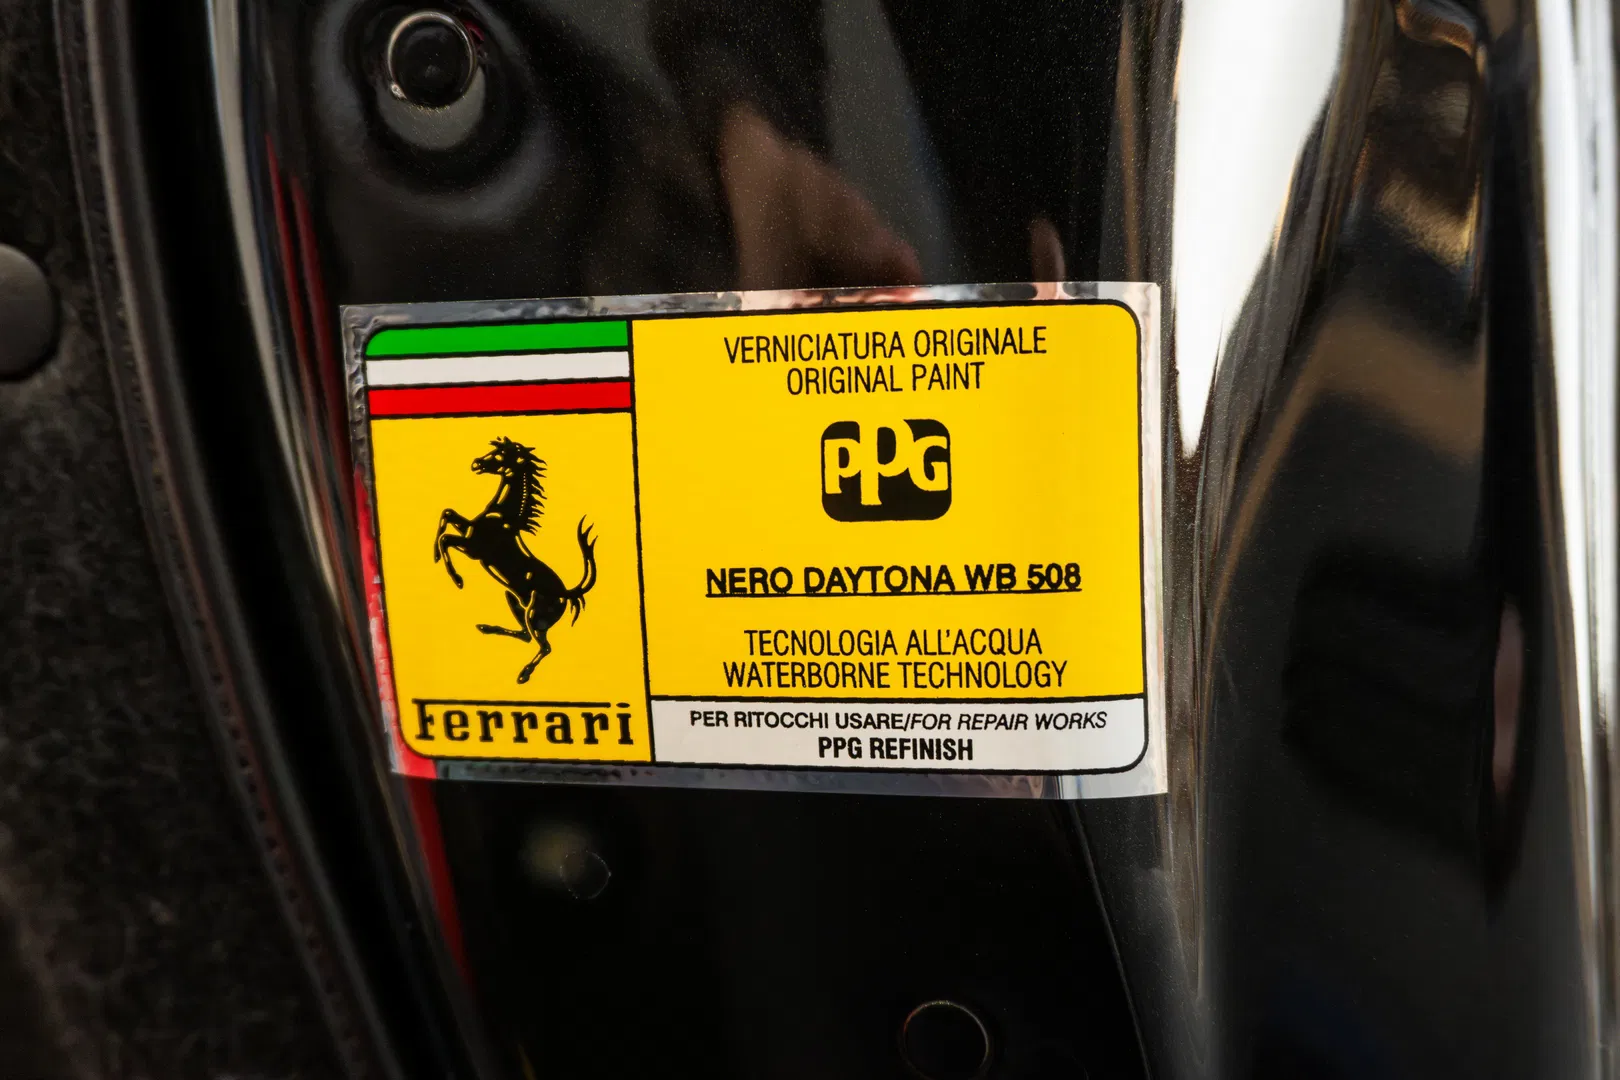 VERNICIATURA ORIGINALE
ORIGINAL PAINT
PPG
NERO DAYTONA WB 508
TECNOLOGIA ALL'ACQUA
WATERBORNE TECHNOLOGY
Ferrari
PER RITOCCHI USARE/FOR REPAIR WORKS
PPG REFINISH